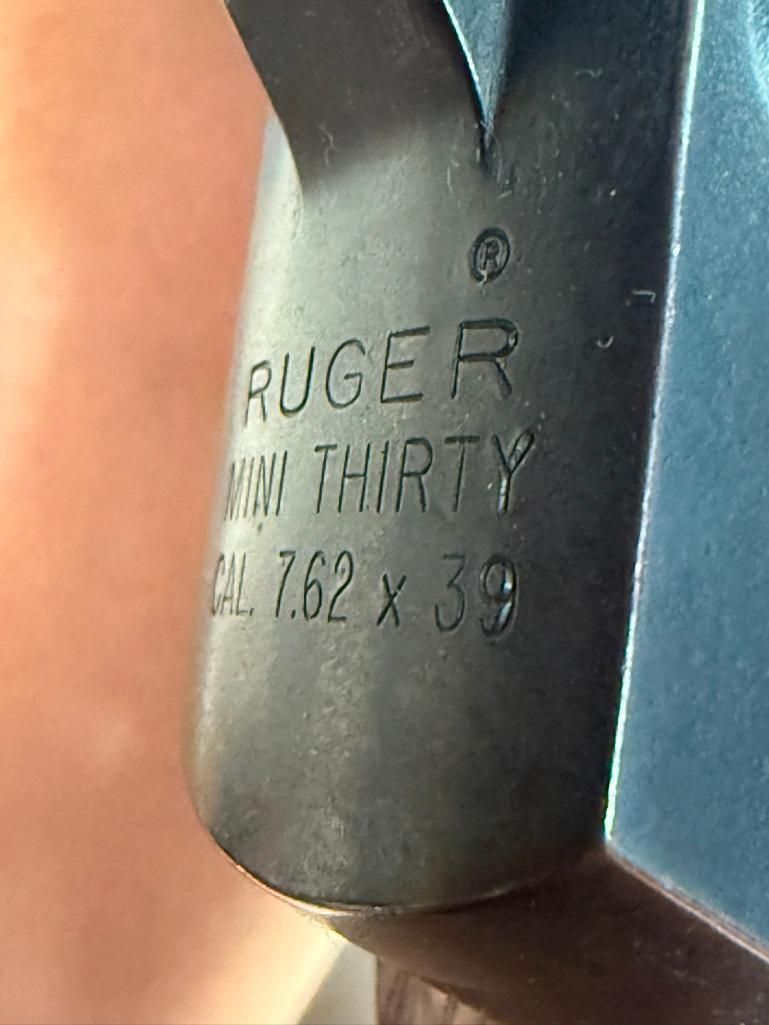 ®
RUGER
MINI THIRTY
CAL. 7.62 x 39